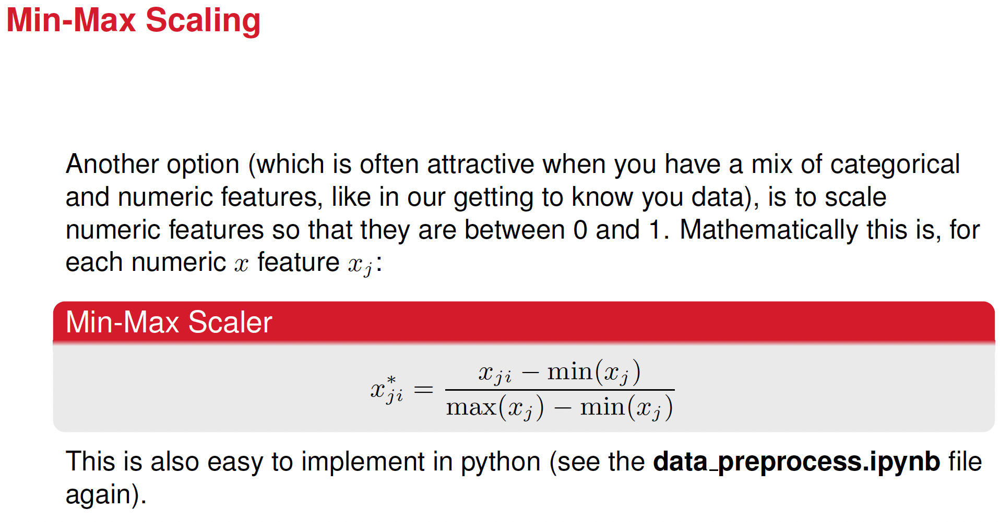 Min-Max Scaling
Another option (which is often attractive when you have a mix of categorical
and numeric features, like in our getting to know you data), is to scale
numeric features so that they are between 0 and 1. Mathematically this is, for
each numeric x feature x_j:
Min-Max Scaler
x*_{ji} = \frac{x_{ji} − min(x_j)}{max(x_j) − min(x_j)}
This is also easy to implement in python (see the data_preprocess.ipynb file
again).